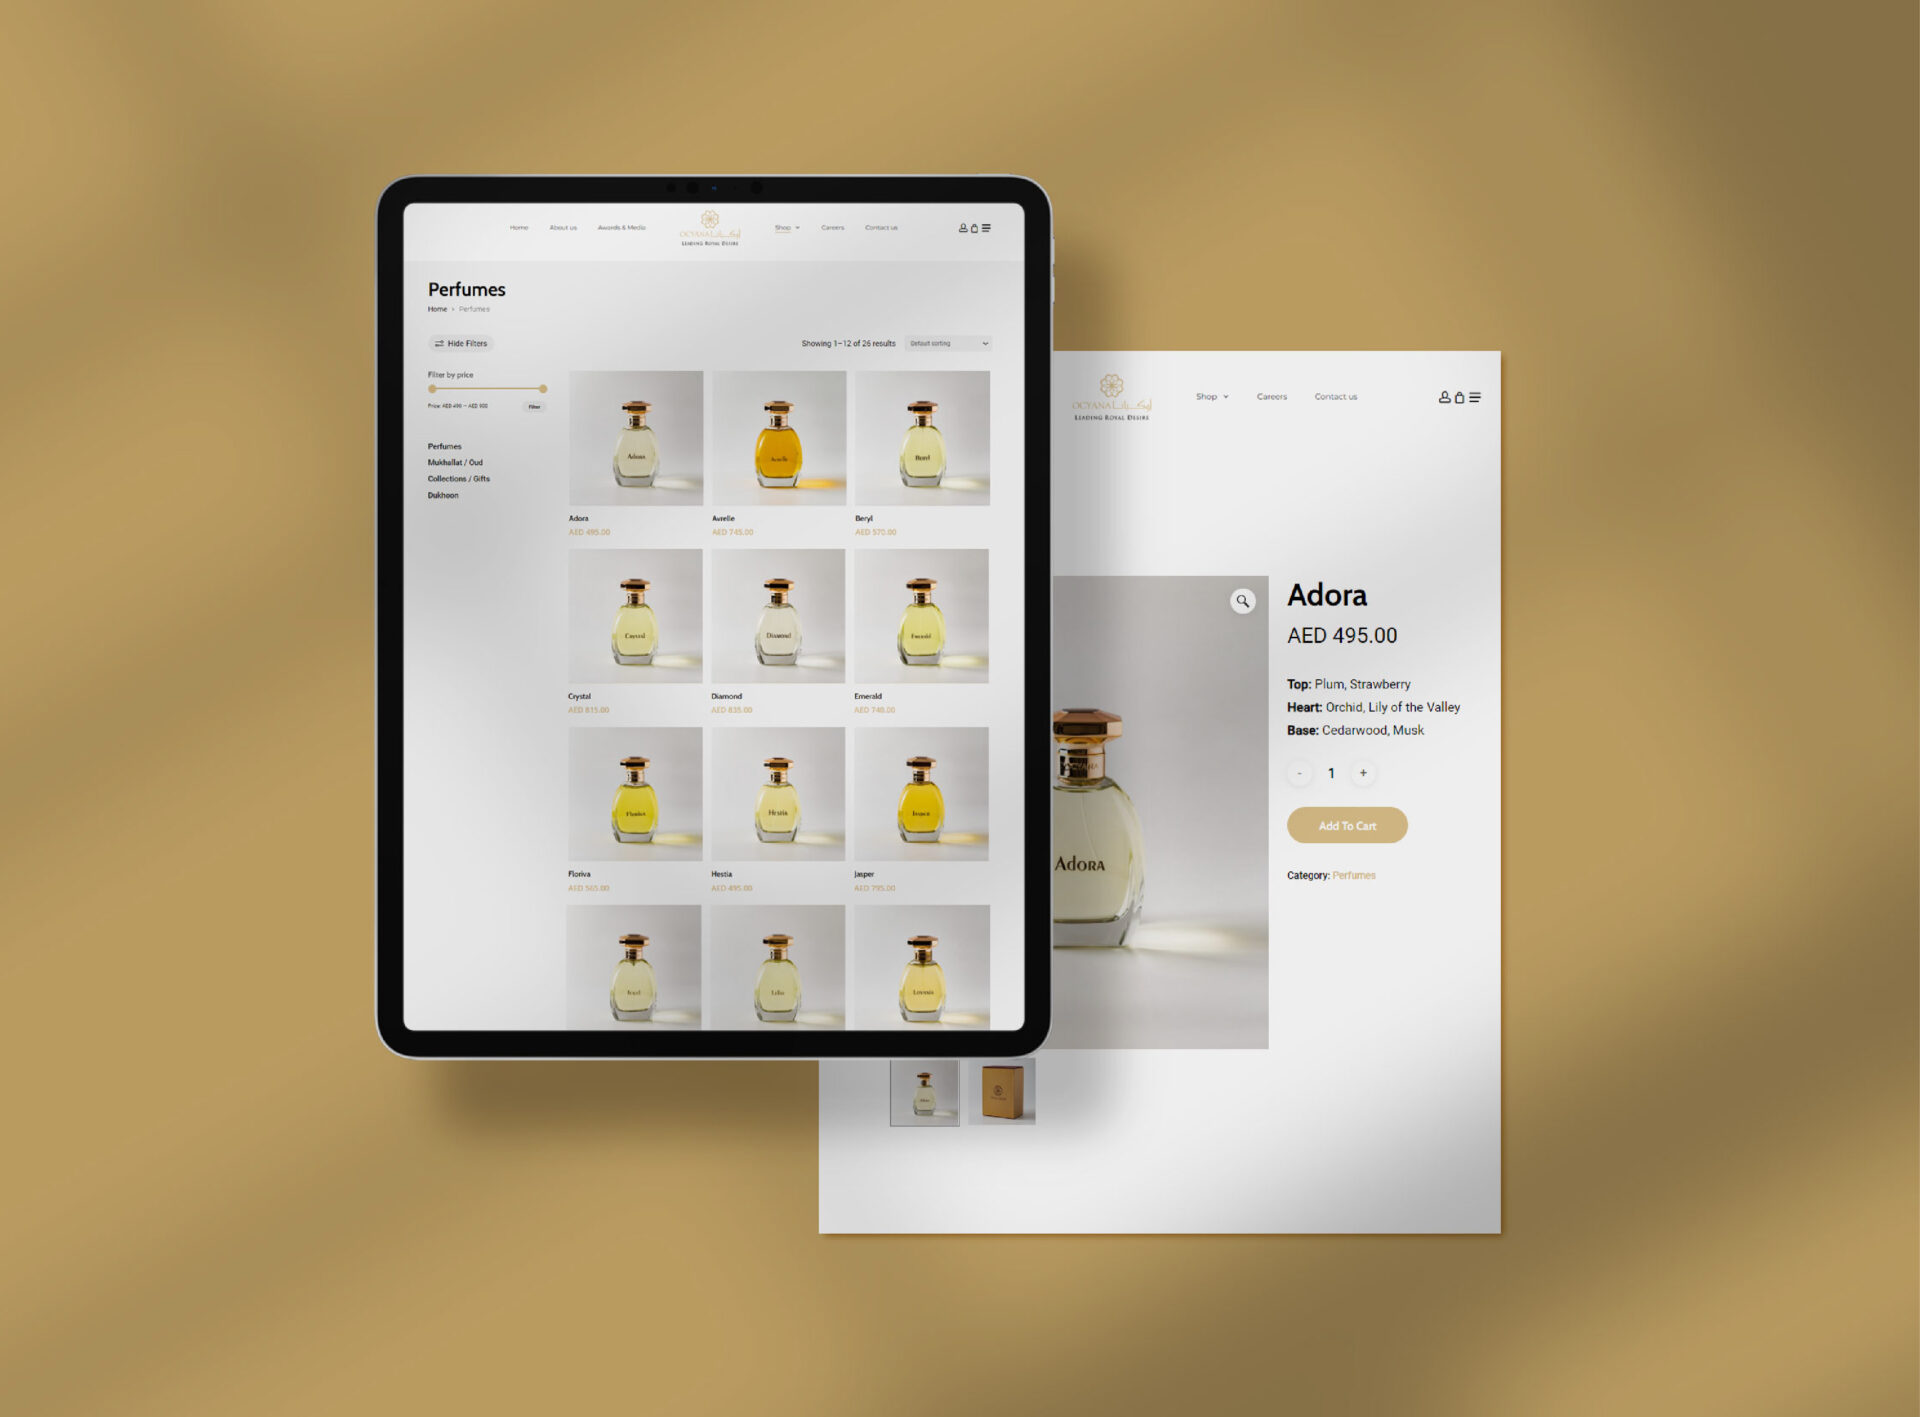 Home About us Awards & Media
OCYANA أوكـيـانـا
LEADING ROYAL DESIRE
Shop Careers Contact us
Perfumes
Home > Perfumes
Hide Filters
Showing 1–12 of 26 results
Default sorting
Filter by price
Price: AED 490 — AED 900
Filter
Perfumes
Mukhallat / Oud
Collections / Gifts
Dukhoon
Adora
Avrelle
Beryl
Adora
Avrelle
Beryl
AED 495.00
AED 745.00
AED 570.00
Crystal
Diamond
Emerald
Crystal
Diamond
Emerald
AED 815.00
AED 835.00
AED 748.00
Floriva
Hestia
Jasper
Floriva
Hestia
Jasper
AED 565.00
AED 495.00
AED 795.00
Lelia
OCYANA أوكـيـانـا
LEADING ROYAL DESIRE
Shop Careers Contact us
OCYANA
ADORA
Adora
AED 495.00
Top: Plum, Strawberry
Heart: Orchid, Lily of the Valley
Base: Cedarwood, Musk
- 1 +
Add To Cart
Category: Perfumes